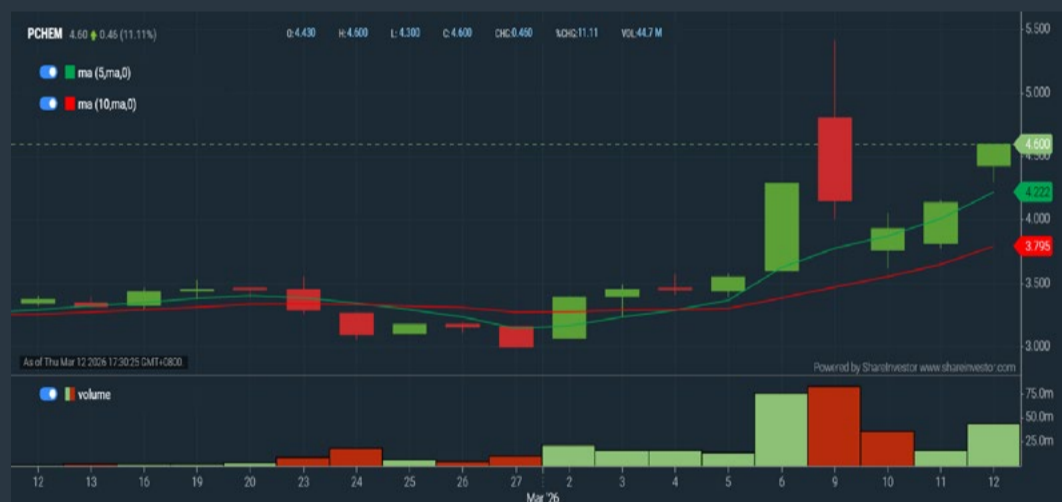 PCHEM 4.60 0.46 (11.11%) O:4.430 H:4.600 L:4.300 C:4.600 CHG:0.460 %CHG:11.11 VOL:44.7 M
ma (5,ma,0)
ma (10,ma,0)
5.500
5.000
4.600
4.500
4.222
4.000
3.795
3.500
3.000
As of Thu Mar 12 2026 17:30:25 GMT+0800
Powered by ShareInvestor www.shareinvestor.com
volume
75.0m
50.0m
25.0m
12 13 16 19 20 23 24 25 26 27 2 3 4 5 6 9 10 11 12
Mar '26